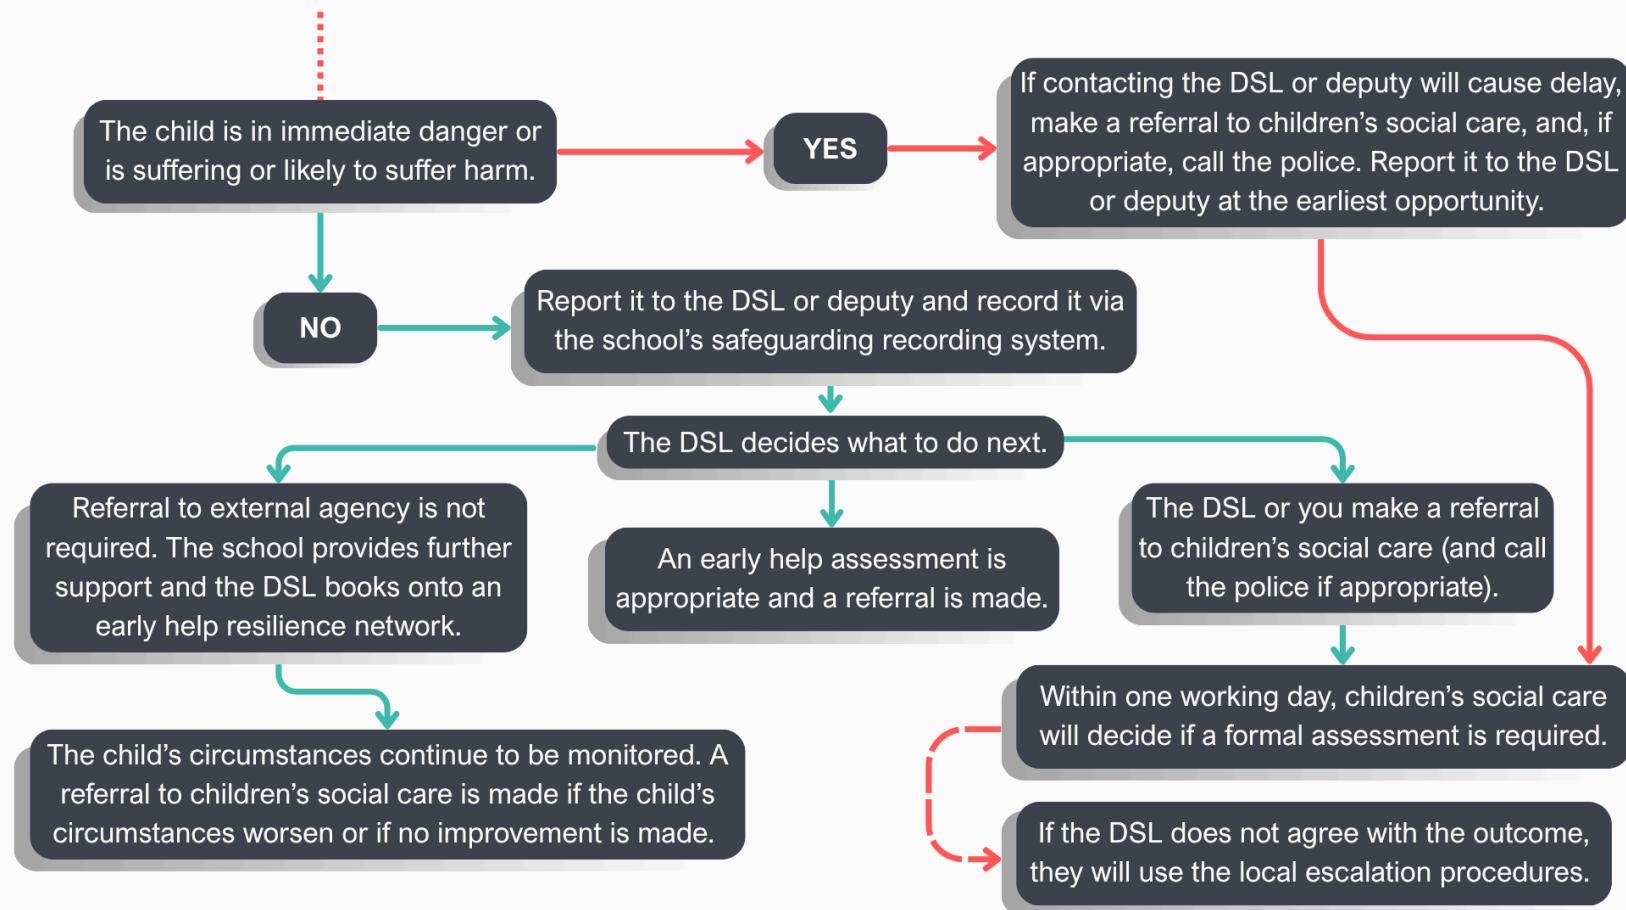 The child is in immediate danger or
is suffering or likely to suffer harm.
YES
If contacting the DSL or deputy will cause delay,
make a referral to children’s social care, and, if
appropriate, call the police. Report it to the DSL
or deputy at the earliest opportunity.
NO
Report it to the DSL or deputy and record it via
the school’s safeguarding recording system.
The DSL decides what to do next.
Referral to external agency is not
required. The school provides further
support and the DSL books onto an
early help resilience network.
An early help assessment is
appropriate and a referral is made.
The DSL or you make a referral
to children’s social care (and call
the police if appropriate).
The child’s circumstances continue to be monitored. A
referral to children’s social care is made if the child’s
circumstances worsen or if no improvement is made.
Within one working day, children’s social care
will decide if a formal assessment is required.
If the DSL does not agree with the outcome,
they will use the local escalation procedures.